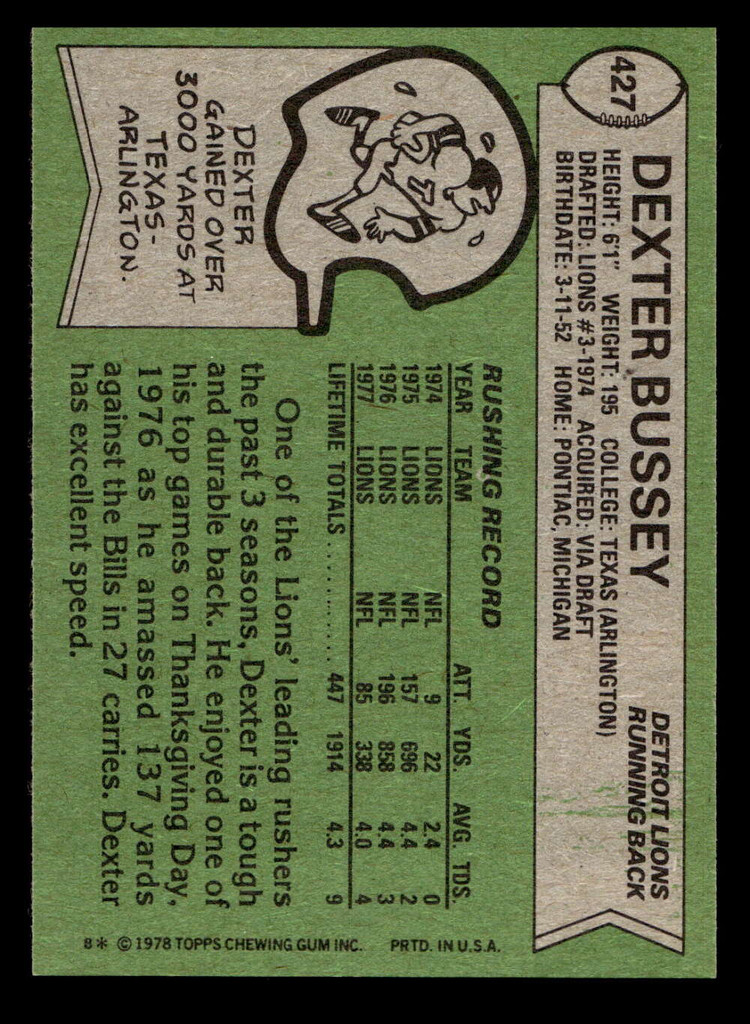 427
DEXTER BUSSEY
DETROIT LIONS
RUNNING BACK
HEIGHT: 6'1" WEIGHT: 195 COLLEGE: TEXAS (ARLINGTON)
DRAFTED: LIONS #3-1974 ACQUIRED: VIA DRAFT
BIRTHDATE: 3-11-52 HOME: PONTIAC, MICHIGAN
DEXTER
GAINED OVER
3000 YARDS AT
TEXAS-
ARLINGTON.
RUSHING RECORD
YEAR TEAM ATT. YDS. AVG. TDS.
1974 LIONS NFL 9 22 2.4 0
1975 LIONS NFL 157 696 4.4 2
1976 LIONS NFL 196 858 4.4 3
1977 LIONS NFL 85 338 4.0 4
LIFETIME TOTALS .......... 447 1914 4.3 9
One of the Lions' leading rushers
the past 3 seasons, Dexter is a tough
and durable back. He enjoyed one of
his top games on Thanksgiving Day,
1976 as he amassed 137 yards
against the Bills in 27 carries. Dexter
has excellent speed.
8* © 1978 TOPPS CHEWING GUM INC. PRTD. IN U.S.A.